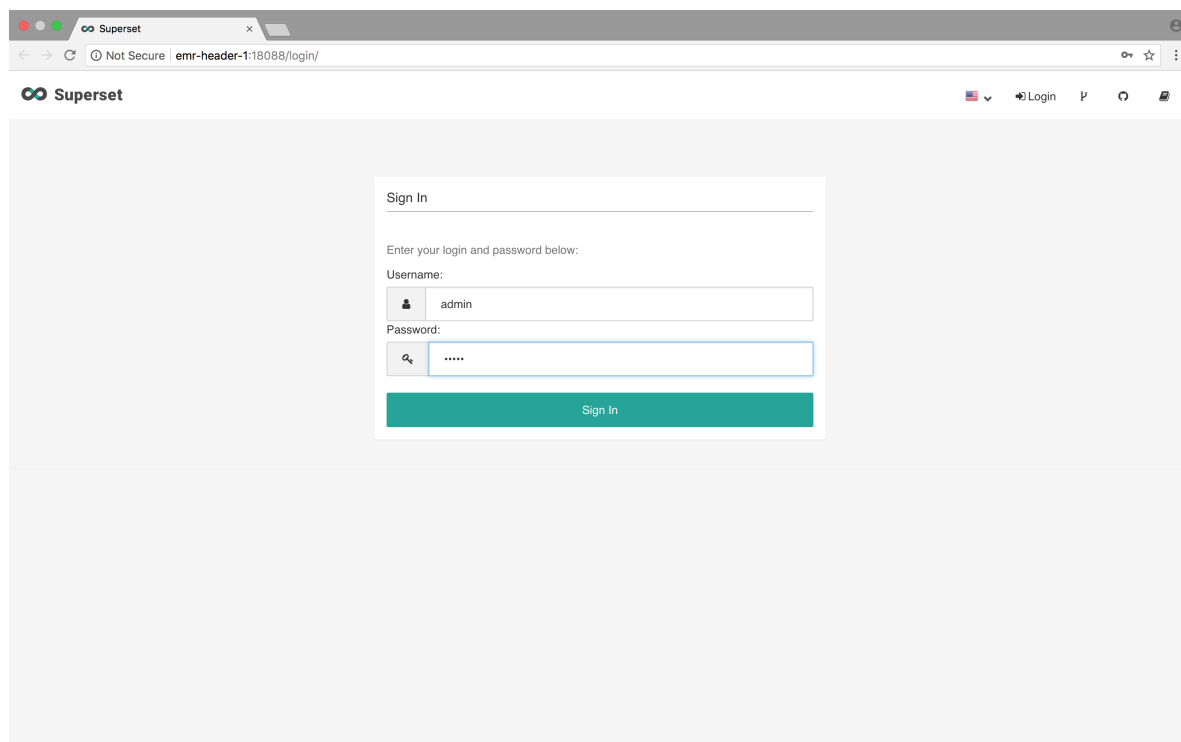 Superset
Not Secure emr-header-1:18088/login/
Superset Login
Sign In
Enter your login and password below:
Username:
admin
Password:
•••••
Sign In